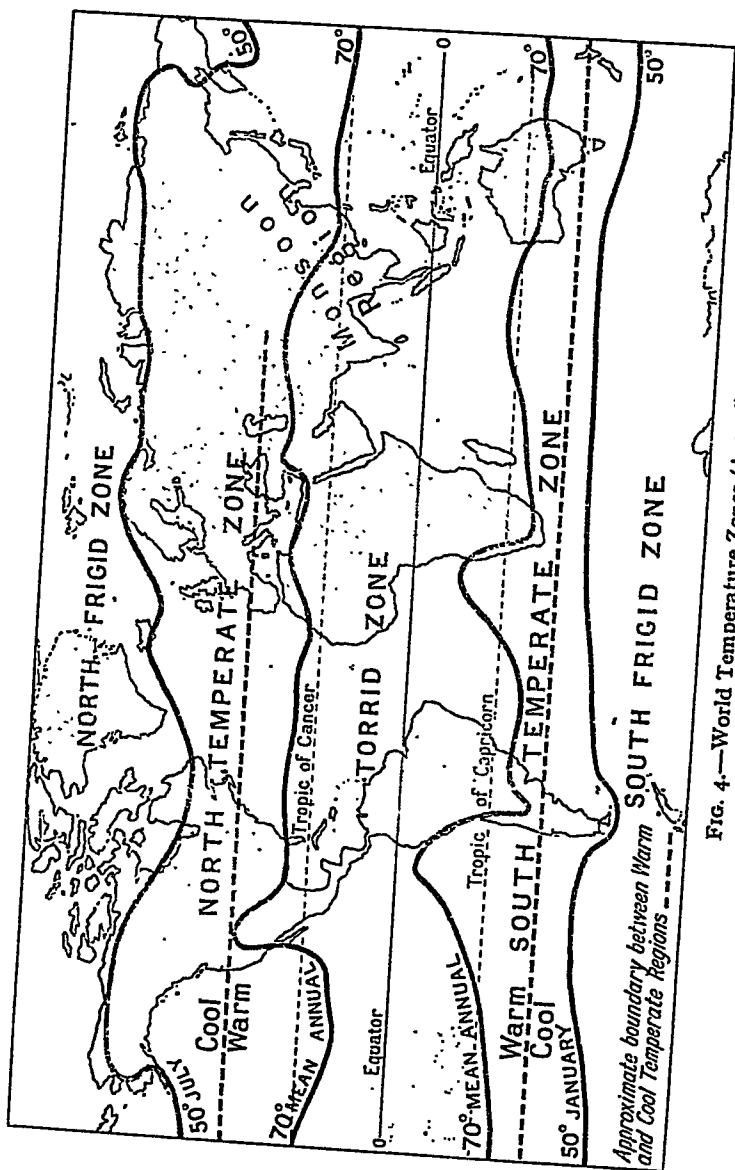 50°
NORTH FRIGID ZONE
50° JULY
Cool
Warm
NORTH TEMPERATE ZONE
Monsoon
Region
70°
70° MEAN ANNUAL
Tropic of Cancer
TORRID ZONE
0
Equator
Equator
0
70° MEAN ANNUAL
Tropic of Capricorn
70°
Warm
Cool
SOUTH TEMPERATE ZONE
50° JANUARY
50°
SOUTH FRIGID ZONE
Approximate boundary between Warm
and Cool Temperate Regions
FIG. 4.—World Temperature Zones